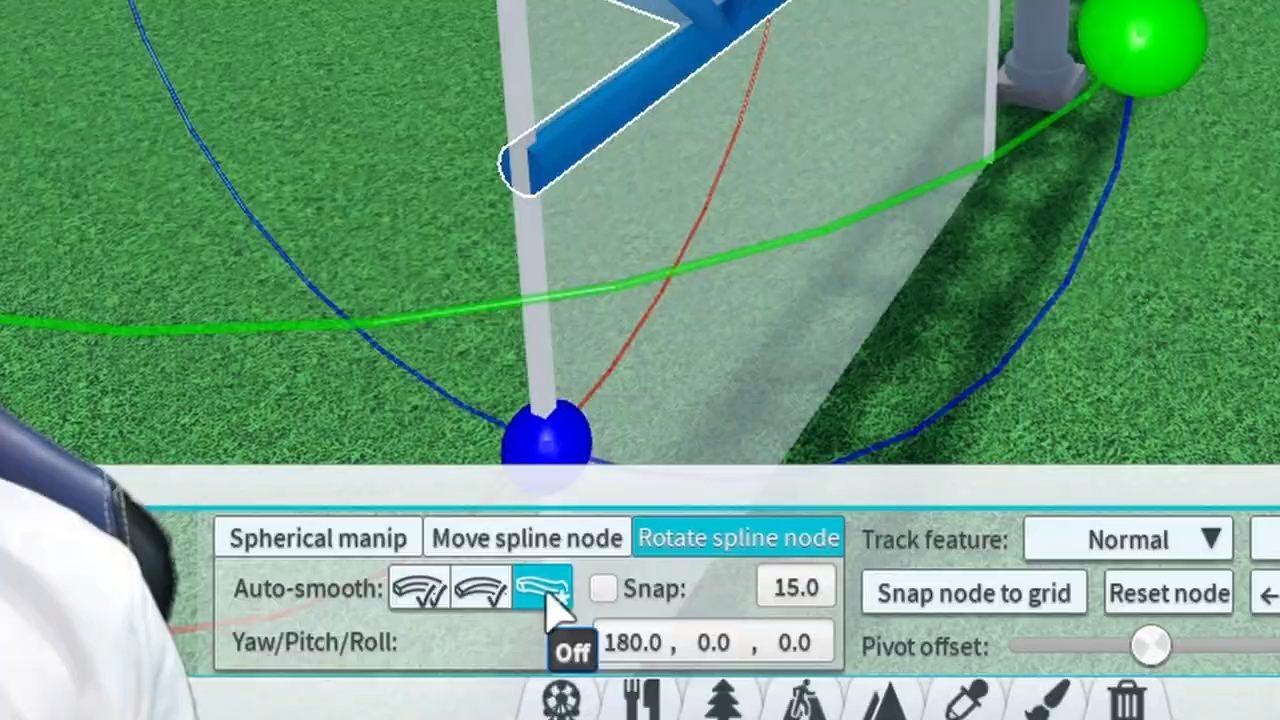 Spherical manip Move spline node Rotate spline node Track feature: Normal
Auto-smooth: Snap: 15.0 Snap node to grid Reset node
Yaw/Pitch/Roll: 180.0 , 0.0 , 0.0 Pivot offset:
Off